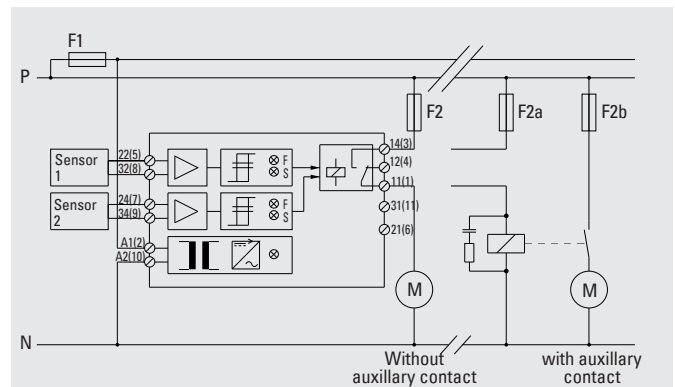 F1
P
F2
F2a
F2b
14(3)
Sensor
1
22(5)
32(8)
F
S
12(4)
11(1)
Sensor
2
24(7)
34(9)
F
S
31(11)
21(6)
A1(2)
A2(10)
M
M
N
Without
auxillary contact
with auxillary
contact